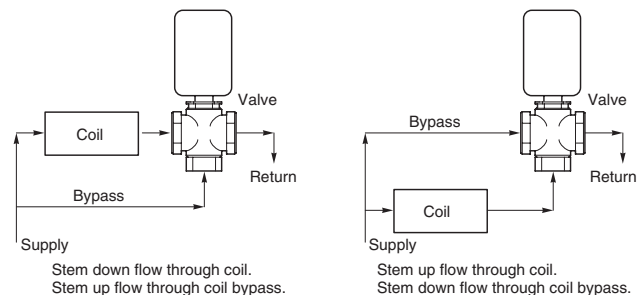 Valve
Coil
Return
Bypass
Supply
Stem down flow through coil.
Stem up flow through coil bypass.
Valve
Bypass
Return
Coil
Supply
Stem up flow through coil.
Stem down flow through coil bypass.